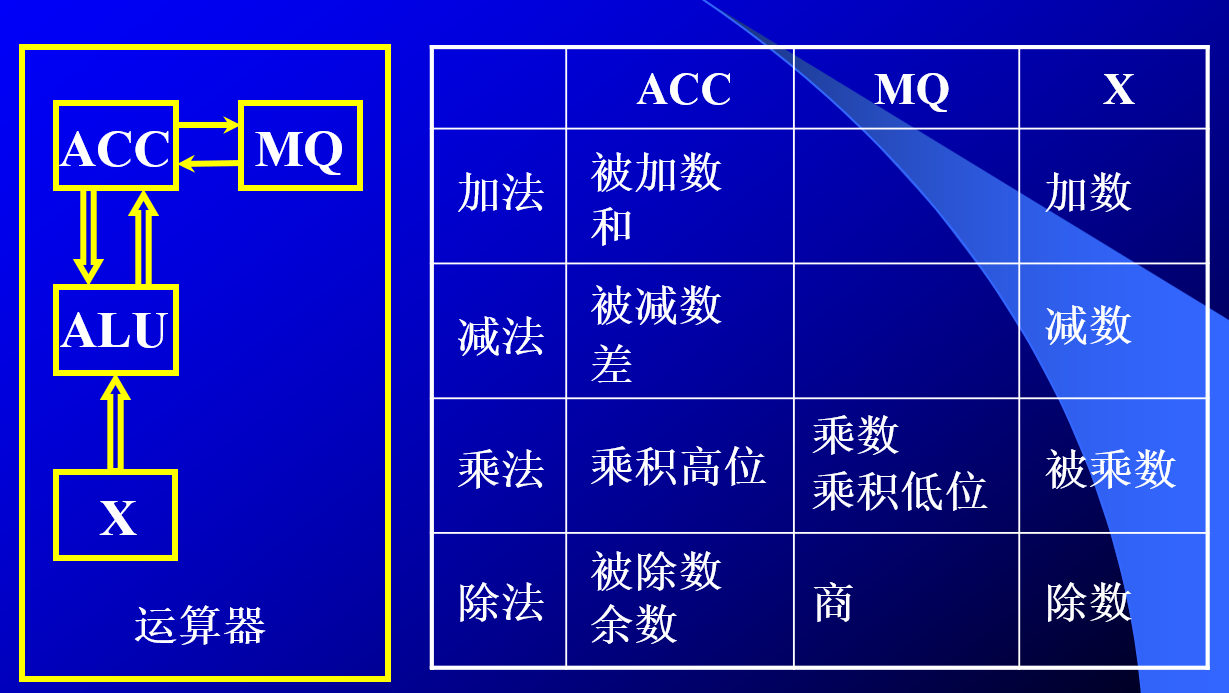 ACC
MQ
ALU
X
运算器
ACC MQ X
加法
被加数
和
加数
减法
被减数
差
减数
乘法
乘积高位
乘数
乘积低位
被乘数
除法
被除数
余数
商
除数